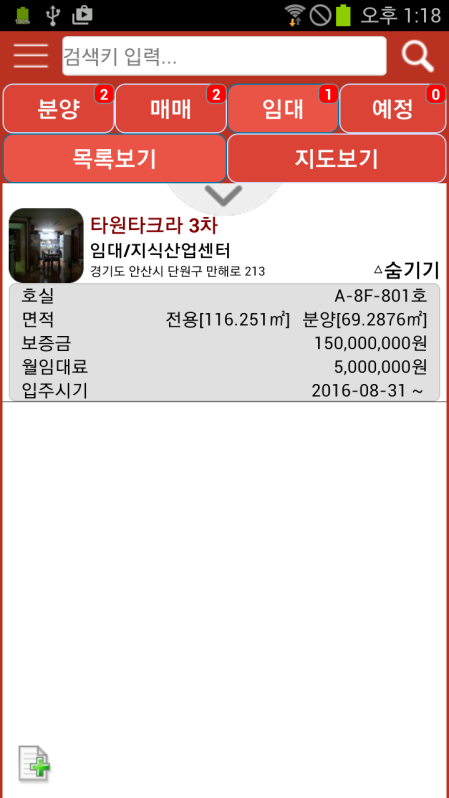 100%
오후 1:18
검색키 입력...
분양 2 매매 2 임대 1 예정 0
목록보기 지도보기
타원타크라 3차
임대/지식산업센터
경기도 안산시 단원구 만해로 213
△숨기기
호실 A-8F-801호
면적 전용[116.251㎡] 분양[69.2876㎡]
보증금 150,000,000원
월임대료 5,000,000원
입주시기 2016-08-31 ~